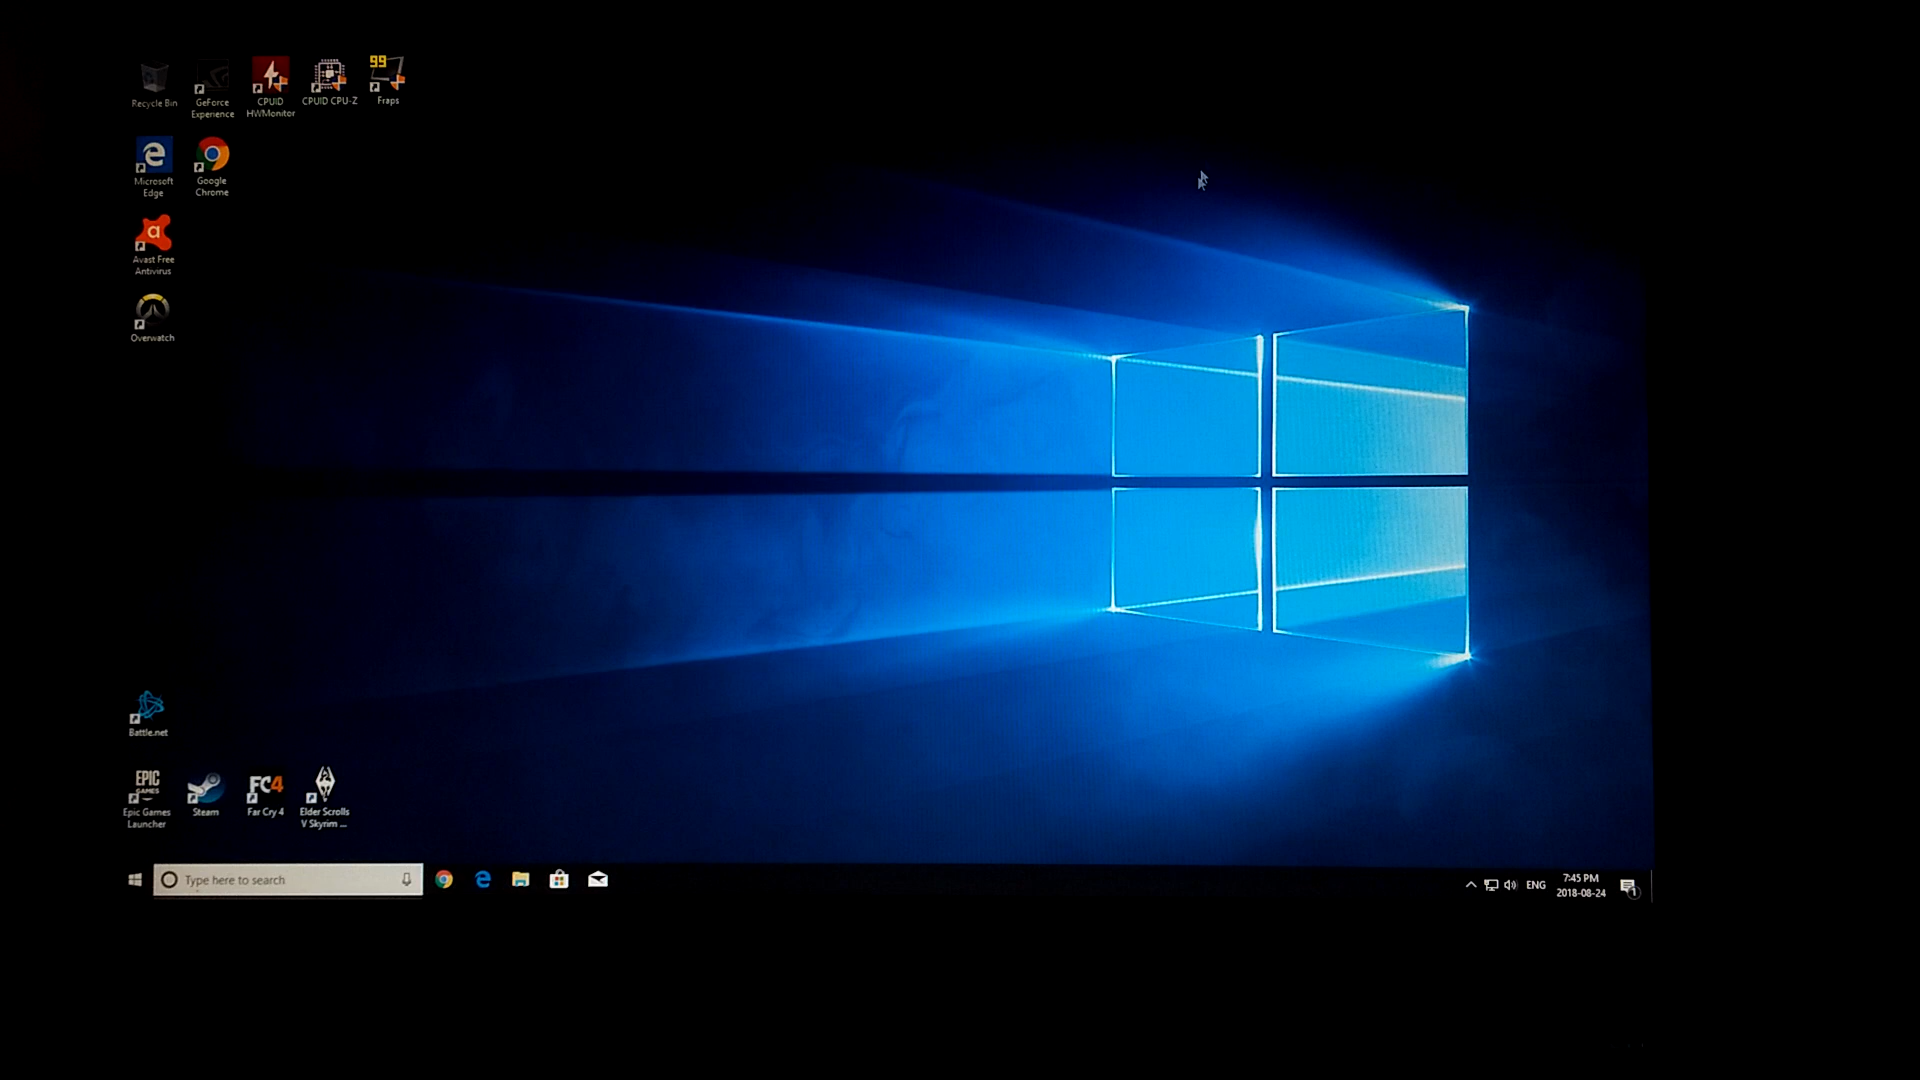 99
Recycle Bin
GeForce
Experience
CPUID
HWMonitor
CPUID CPU-Z
Fraps
Microsoft
Edge
Google
Chrome
Avast Free
Antivirus
Overwatch
Battle.net
EPIC
GAMES
Epic Games
Launcher
Steam
FC4
Far Cry 4
Elder Scrolls
V Skyrim ...
Type here to search
ENG
7:45 PM
2018-08-24
1